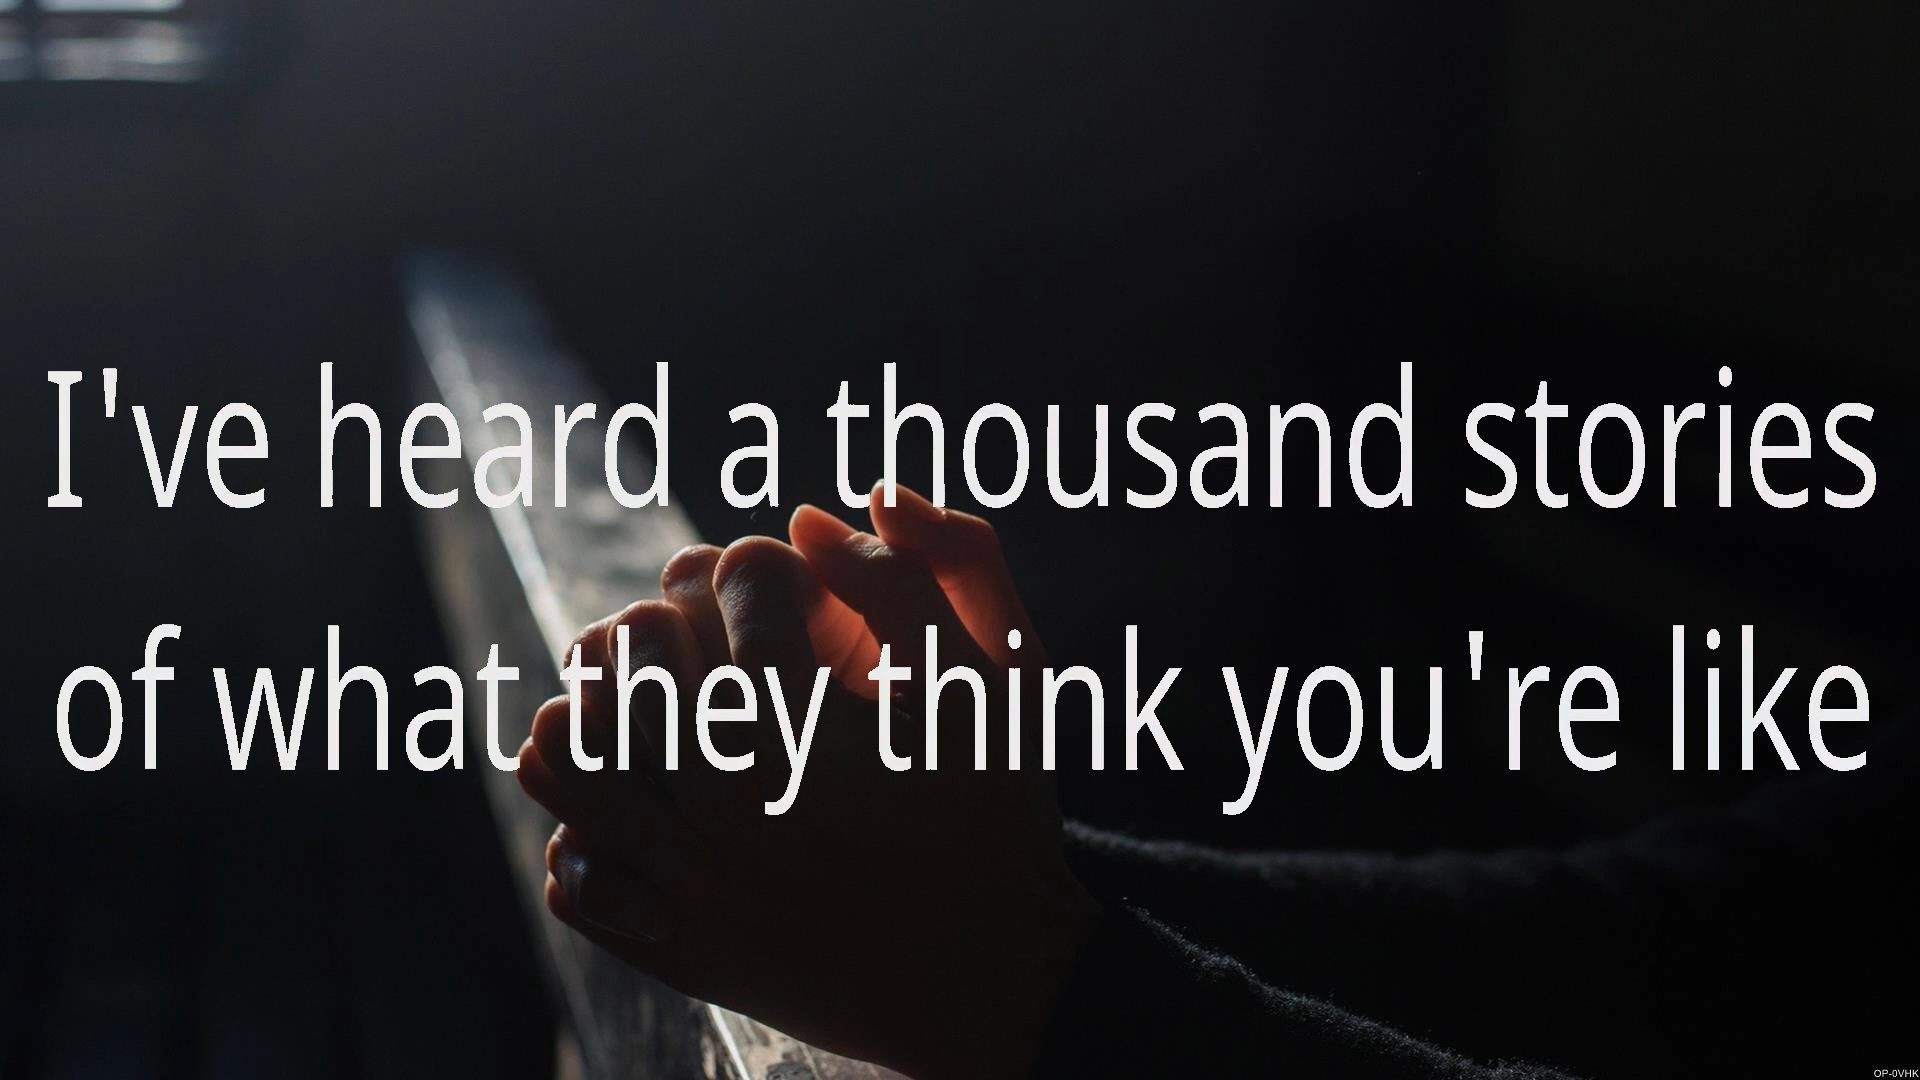 I've heard a thousand stories
of what they think you're like
OP-0VHK